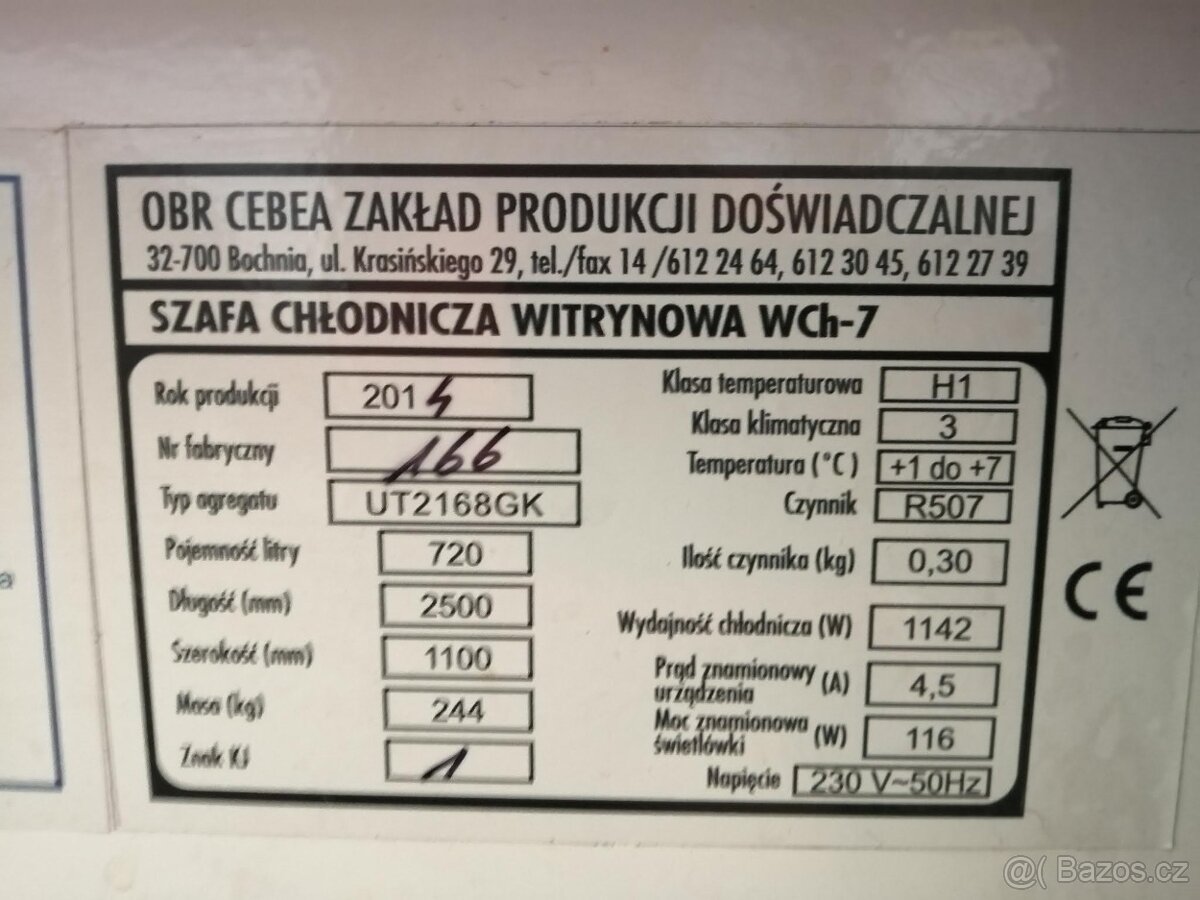 OBR CEBEA ZAKŁAD PRODUKCJI DOŚWIADCZALNEJ
32-700 Bochnia, ul. Krasińskiego 29, tel./fax 14 /612 24 64, 612 30 45, 612 27 39
SZAFA CHŁODNICZA WITRYNOWA WCh-7
Rok produkcji 201
Nr fabryczny 166
Typ agregatu UT2168GK
Pojemność litry 720
Długość (mm) 2500
Szerokość (mm) 1100
Masa (kg) 244
Znak KJ 1
Klasa temperaturowa H1
Klasa klimatyczna 3
Temperatura (°C) +1 do +7
Czynnik R507
Ilość czynnika (kg) 0,30
Wydajność chłodnicza (W) 1142
Prąd znamionowy
urządzenia (A) 4,5
Moc znamionowa
świetlówki (W) 116
Napięcie 230 V~50Hz
CE
a
@( Bazos.cz